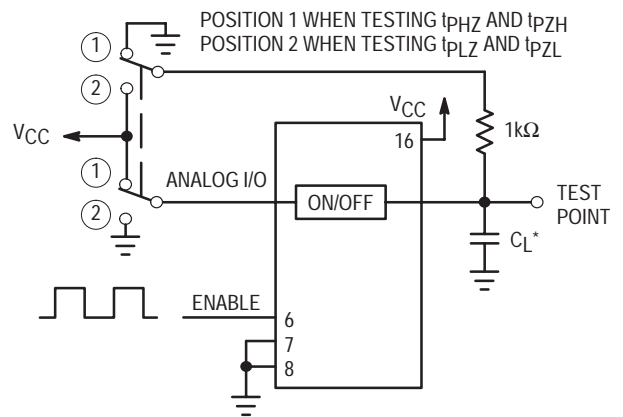 POSITION 1 WHEN TESTING tPHZ AND tPZH
POSITION 2 WHEN TESTING tPLZ AND tPZL
1
2
VCC
VCC
16
1kΩ
1
ANALOG I/O
ON/OFF
TEST
POINT
2
CL*
ENABLE
6
7
8